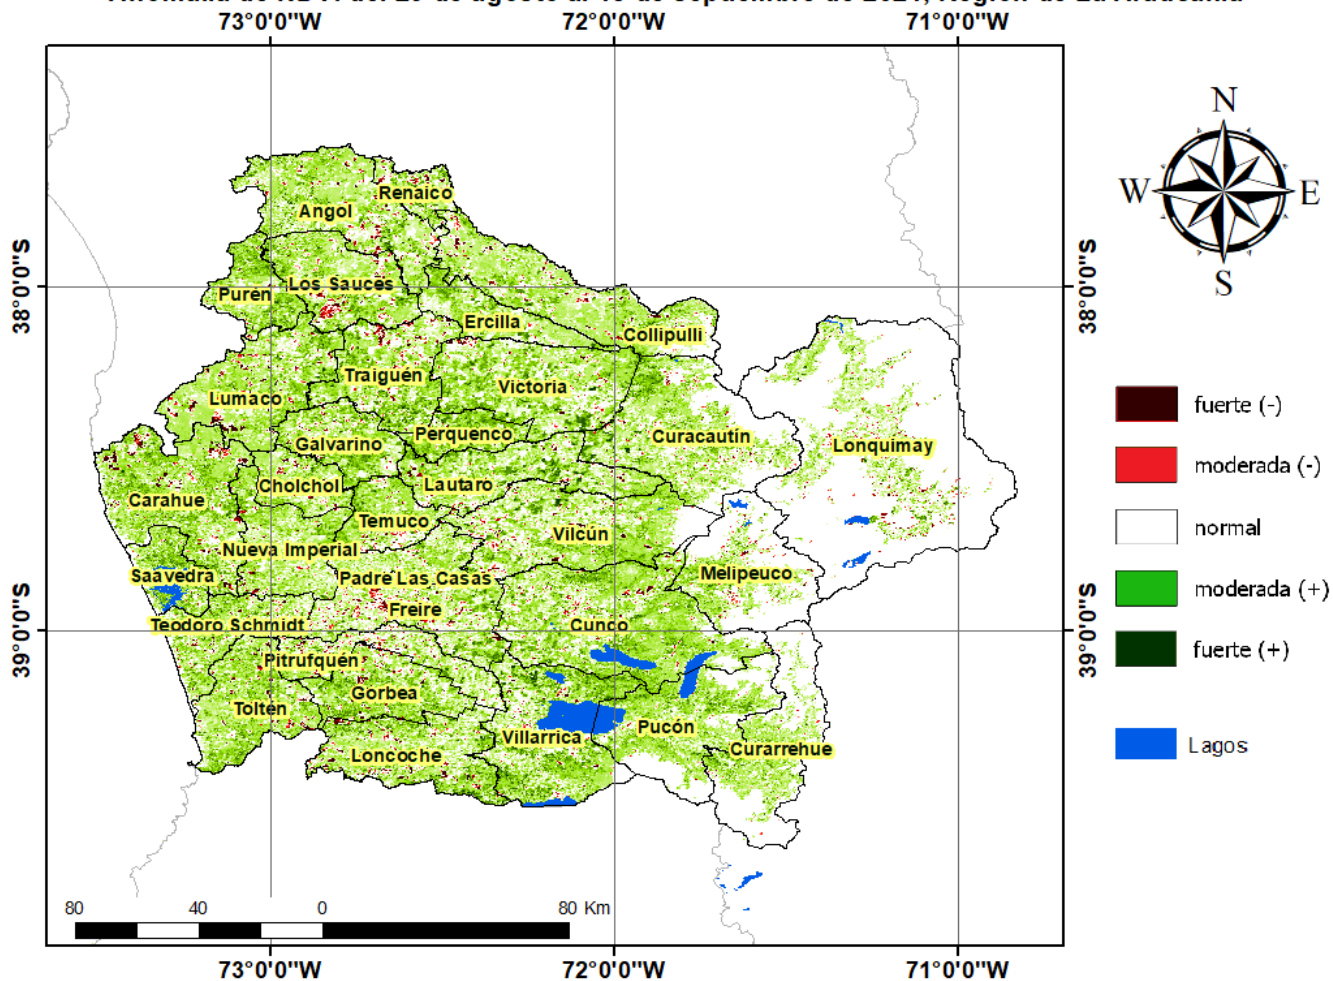 73°0'0"W 72°0'0"W 71°0'0"W
N
W E
S
38°0'0"S
38°0'0"S
39°0'0"S
39°0'0"S
Renaico
Angol
Los Sauces
Purén
Ercilla
Collipulli
Traiguén
Victoria
Lumaco
Perquenco
Curacautín
Galvarino
Lonquimay
Cholchol
Lautaro
Carahue
Temuco
Vilcún
Nueva Imperial
Saavedra
Padre Las Casas
Melipeuco
Freire
Teodoro Schmidt
Cunco
Pitrufquén
Gorbea
Toltén
Pucón
Villarrica
Curarrehue
Loncoche
fuerte (-)
moderada (-)
normal
moderada (+)
fuerte (+)
Lagos
80 40 0 80 Km
73°0'0"W 72°0'0"W 71°0'0"W